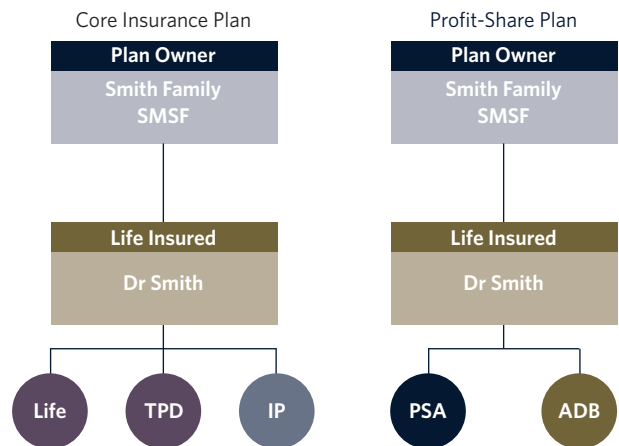 Core Insurance Plan
Plan Owner
Smith Family
SMSF
Life Insured
Dr Smith
Life
TPD
IP
Profit-Share Plan
Plan Owner
Smith Family
SMSF
Life Insured
Dr Smith
PSA
ADB